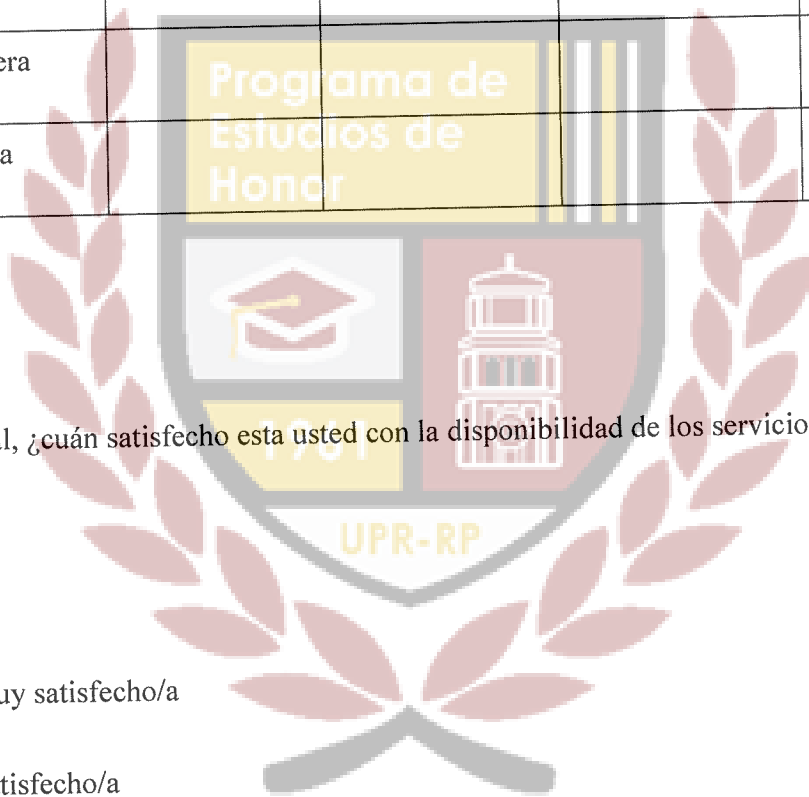 era
Programa de
Estudios de
a
Honor
1961
al, ¿cuán satisfecho esta usted con la disponibilidad de los servicio
UPR-RP
uy satisfecho/a
tisfecho/a